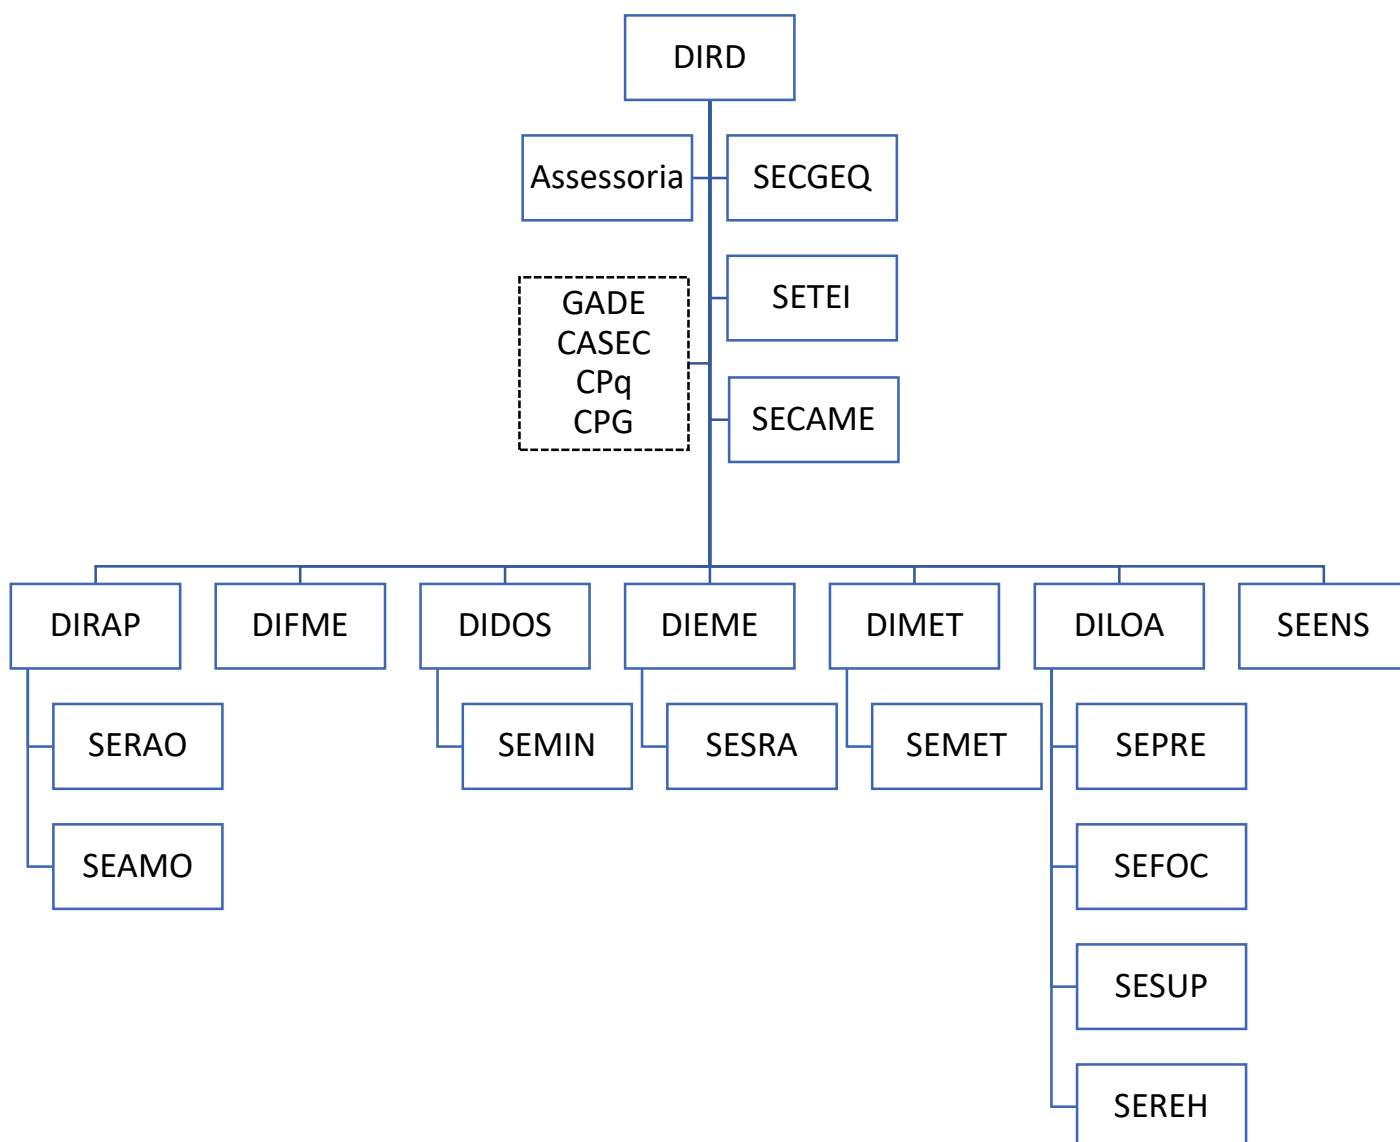 DIRD
Assessoria
SECGEQ
SETEI
GADE
CASEC
CPq
CPG
SECAME
DIRAP
DIFME
DIDOS
DIEME
DIMET
DILOA
SEENS
SERAO
SEMIN
SESRA
SEMET
SEPRE
SEAMO
SEFOC
SESUP
SEREH